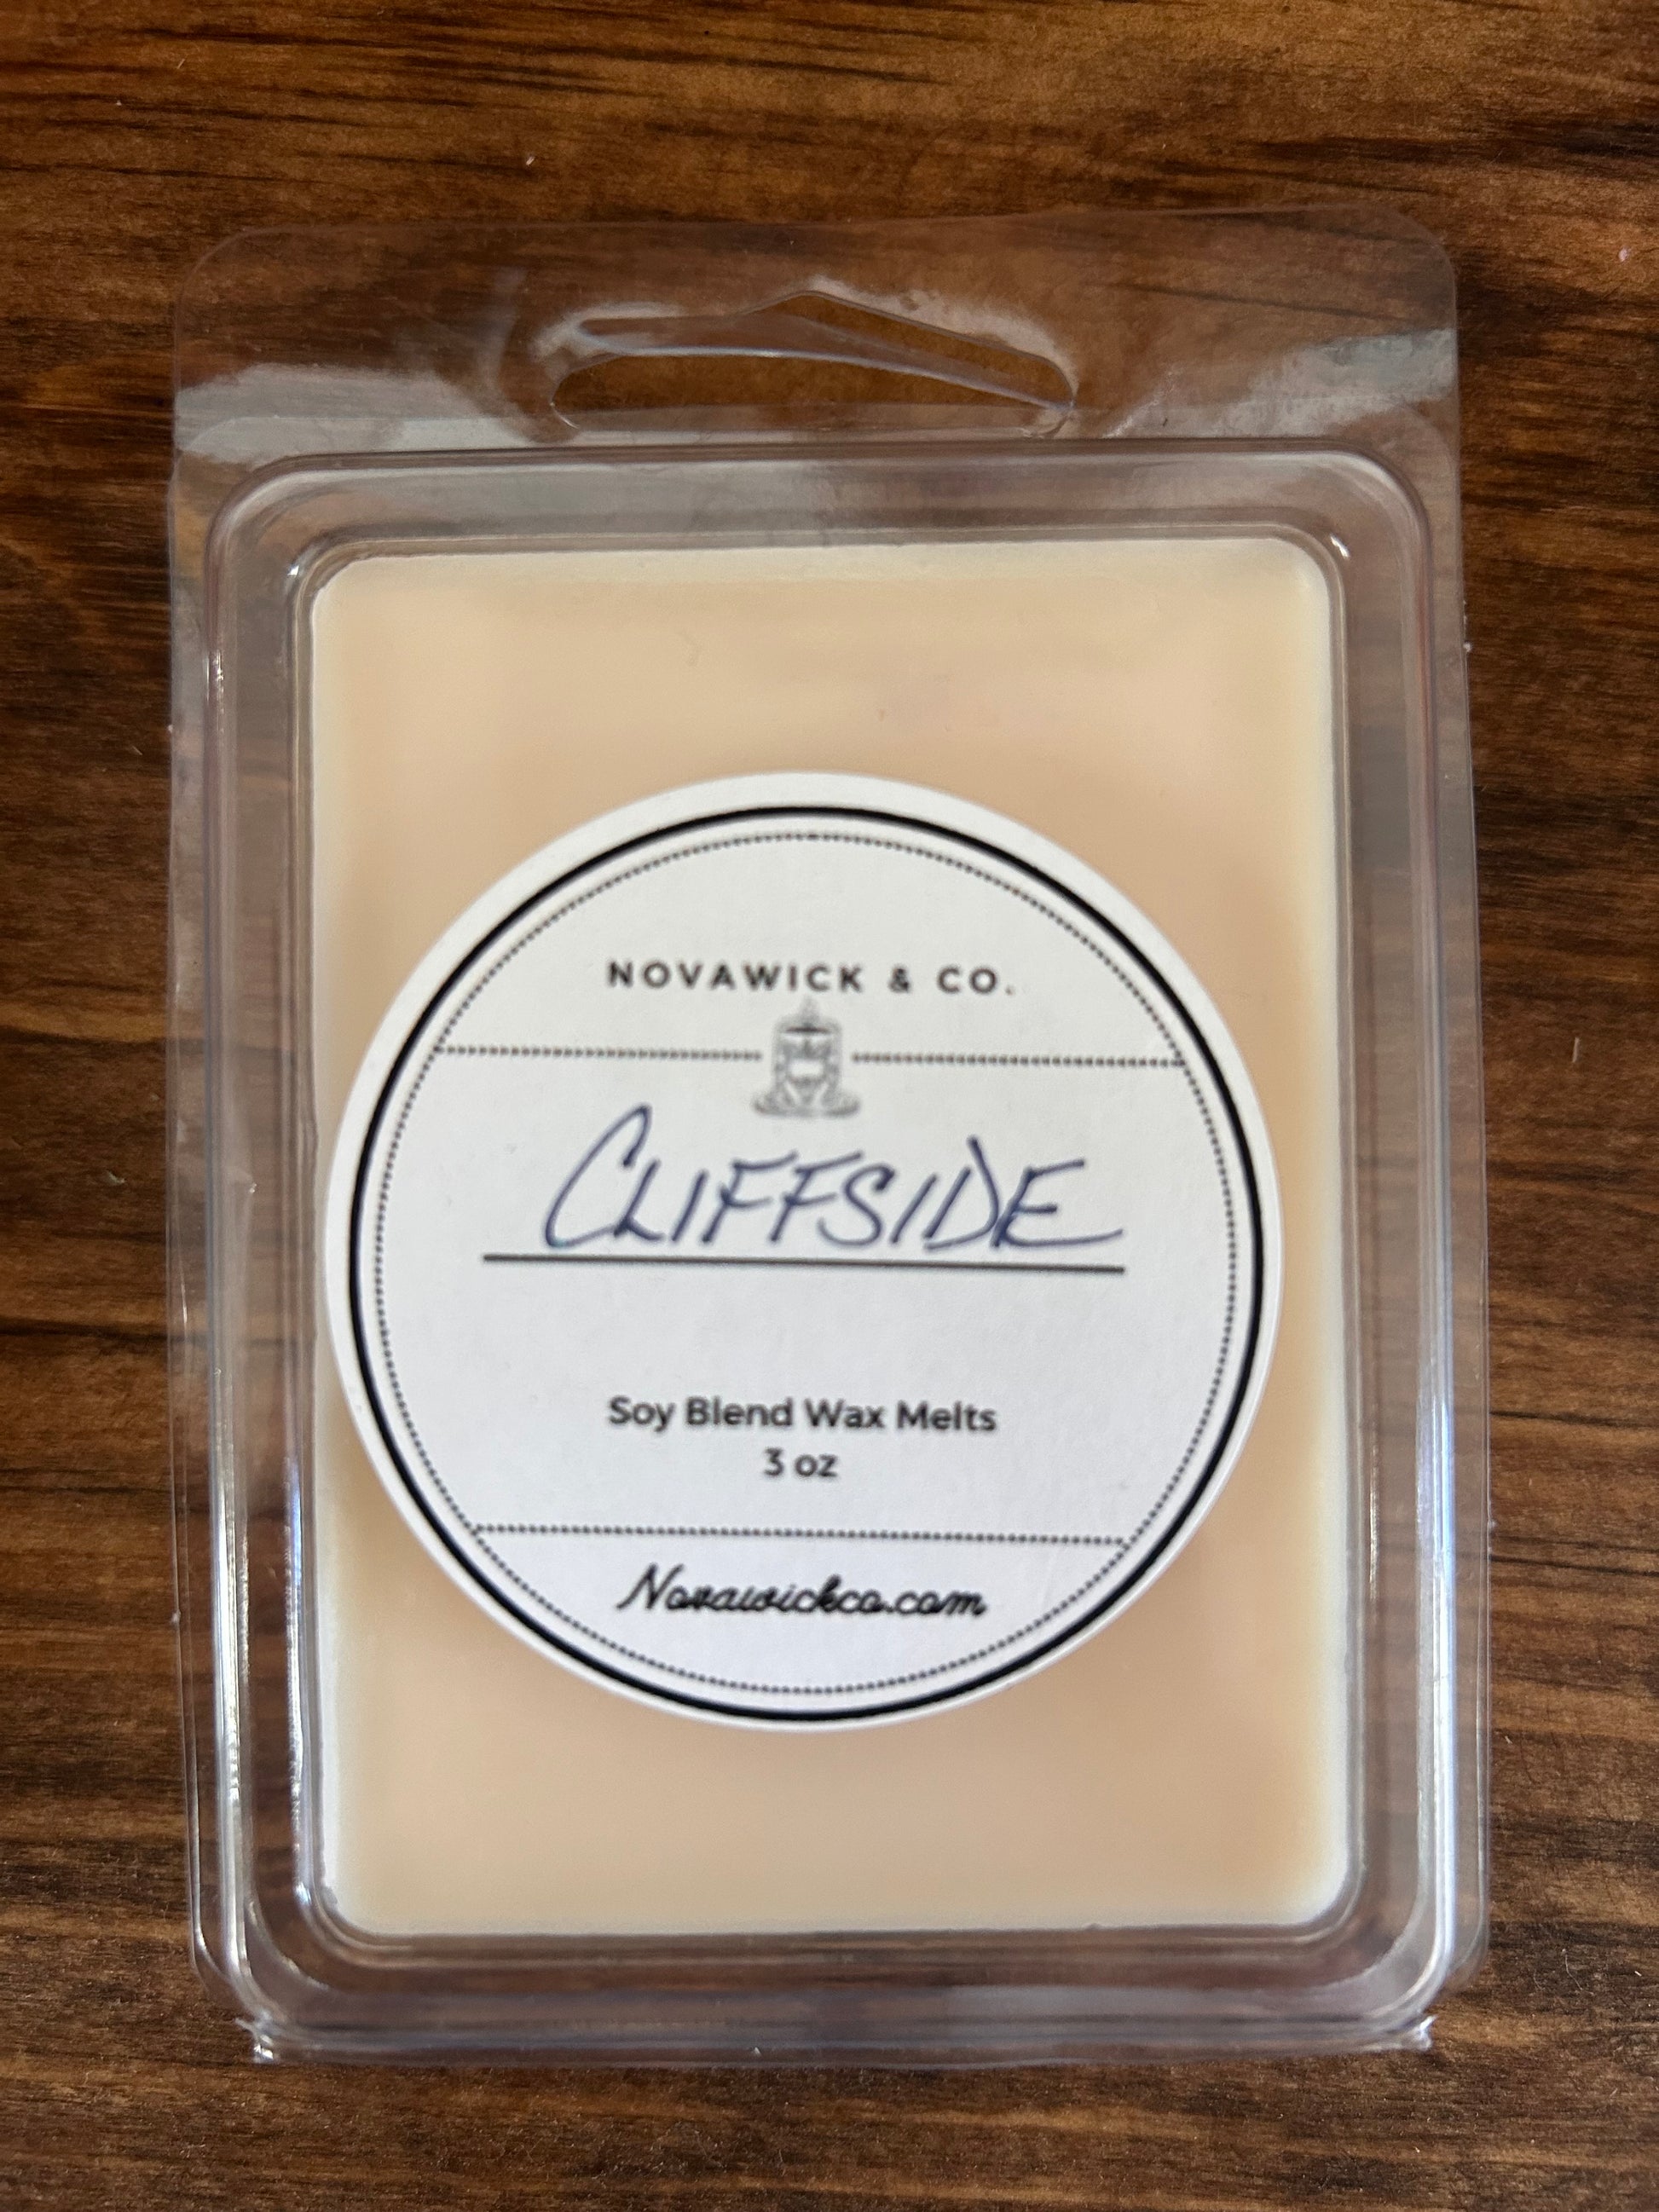 NOVAWICK & CO.
CLIFFSIDE
Soy Blend Wax Melts
3 oz
Novawickco.com